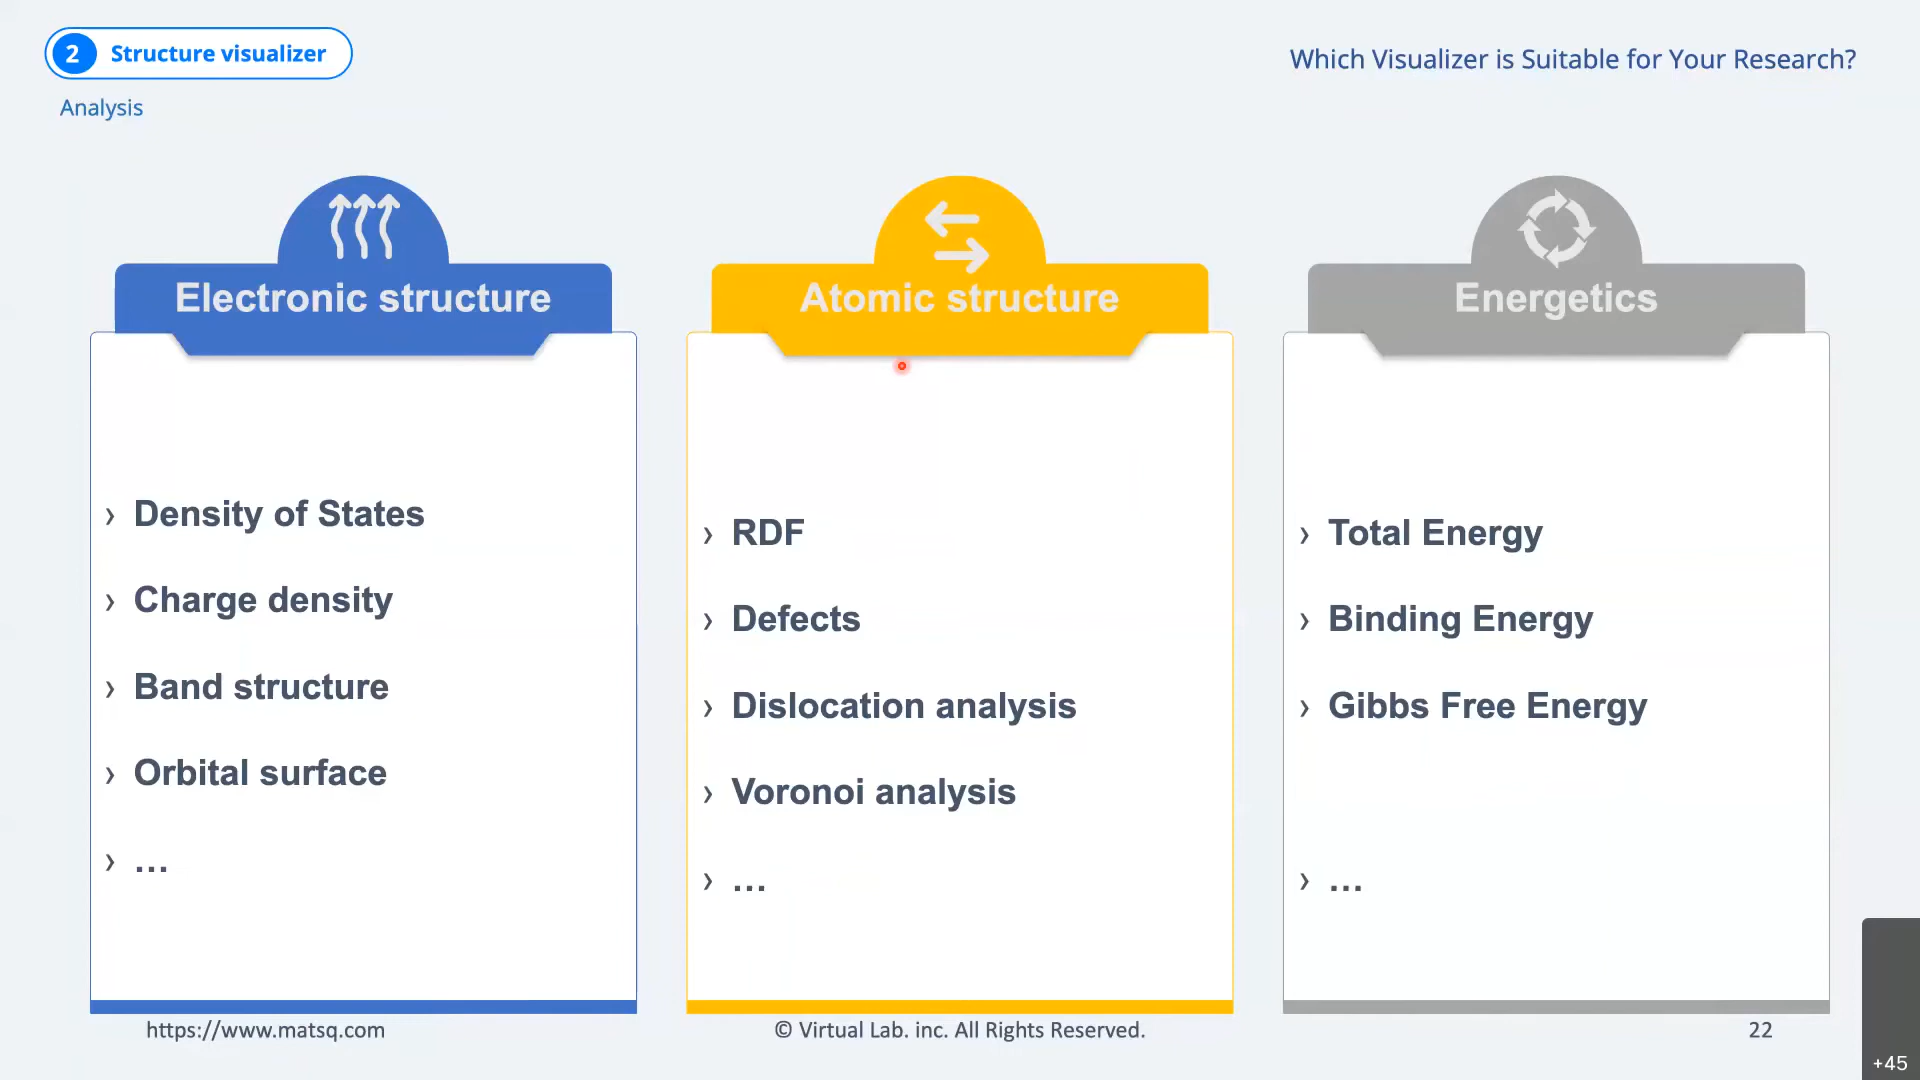 2 Structure visualizer
Which Visualizer is Suitable for Your Research?
Analysis
Electronic structure
› Density of States
› Charge density
› Band structure
› Orbital surface
› ...
Atomic structure
› RDF
› Defects
› Dislocation analysis
› Voronoi analysis
› ...
Energetics
› Total Energy
› Binding Energy
› Gibbs Free Energy
› ...
https://www.matsq.com
© Virtual Lab. inc. All Rights Reserved.
22
+45